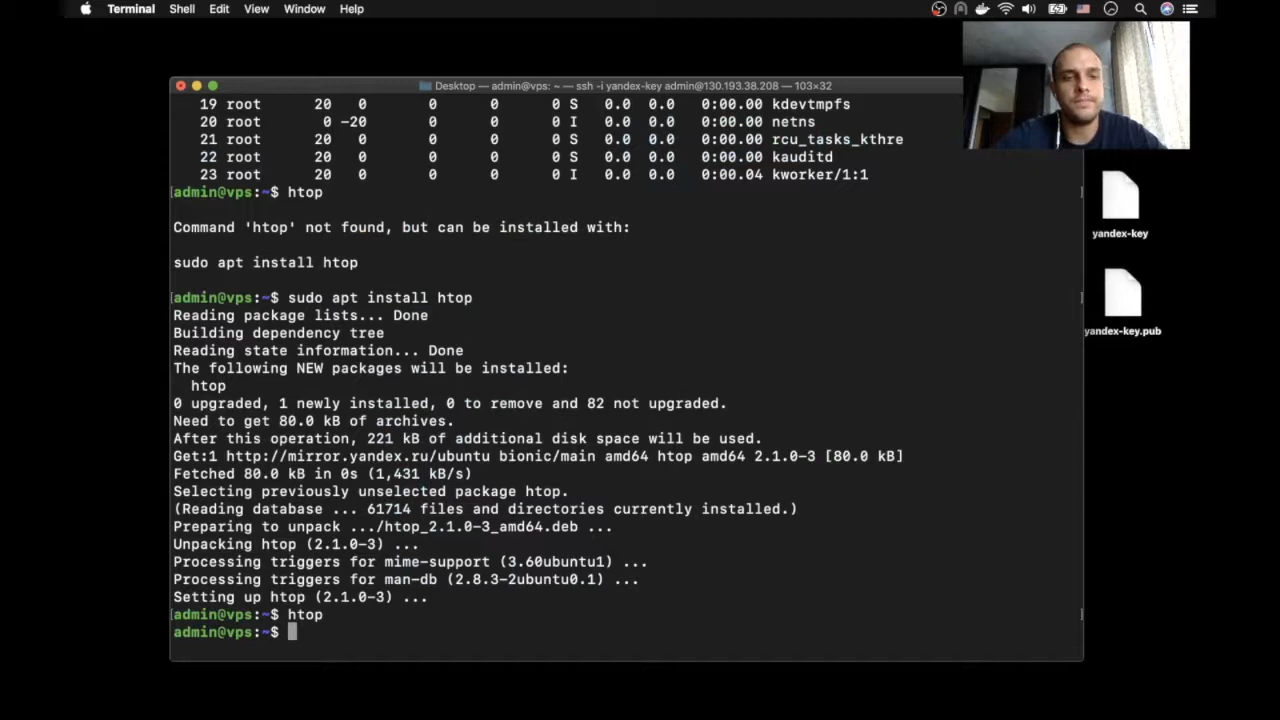 Terminal Shell Edit View Window Help
Desktop — admin@vps: ~ — ssh -i yandex-key admin@130.193.38.208 — 103×32
19 root 20 0 0 0 0 S 0.0 0.0 0:00.00 kdevtmpfs
20 root 0 -20 0 0 0 I 0.0 0.0 0:00.00 netns
21 root 20 0 0 0 0 S 0.0 0.0 0:00.00 rcu_tasks_kthre
22 root 20 0 0 0 0 S 0.0 0.0 0:00.00 kauditd
23 root 20 0 0 0 0 I 0.0 0.0 0:00.04 kworker/1:1
[admin@vps:~$ htop ]
Command 'htop' not found, but can be installed with:
sudo apt install htop
[admin@vps:~$ sudo apt install htop ]
Reading package lists... Done
Building dependency tree
Reading state information... Done
The following NEW packages will be installed:
htop
0 upgraded, 1 newly installed, 0 to remove and 82 not upgraded.
Need to get 80.0 kB of archives.
After this operation, 221 kB of additional disk space will be used.
Get:1 http://mirror.yandex.ru/ubuntu bionic/main amd64 htop amd64 2.1.0-3 [80.0 kB]
Fetched 80.0 kB in 0s (1,431 kB/s)
Selecting previously unselected package htop.
(Reading database ... 61714 files and directories currently installed.)
Preparing to unpack .../htop_2.1.0-3_amd64.deb ...
Unpacking htop (2.1.0-3) ...
Processing triggers for mime-support (3.60ubuntu1) ...
Processing triggers for man-db (2.8.3-2ubuntu0.1) ...
Setting up htop (2.1.0-3) ...
[admin@vps:~$ htop ]
admin@vps:~$
yandex-key
yandex-key.pub